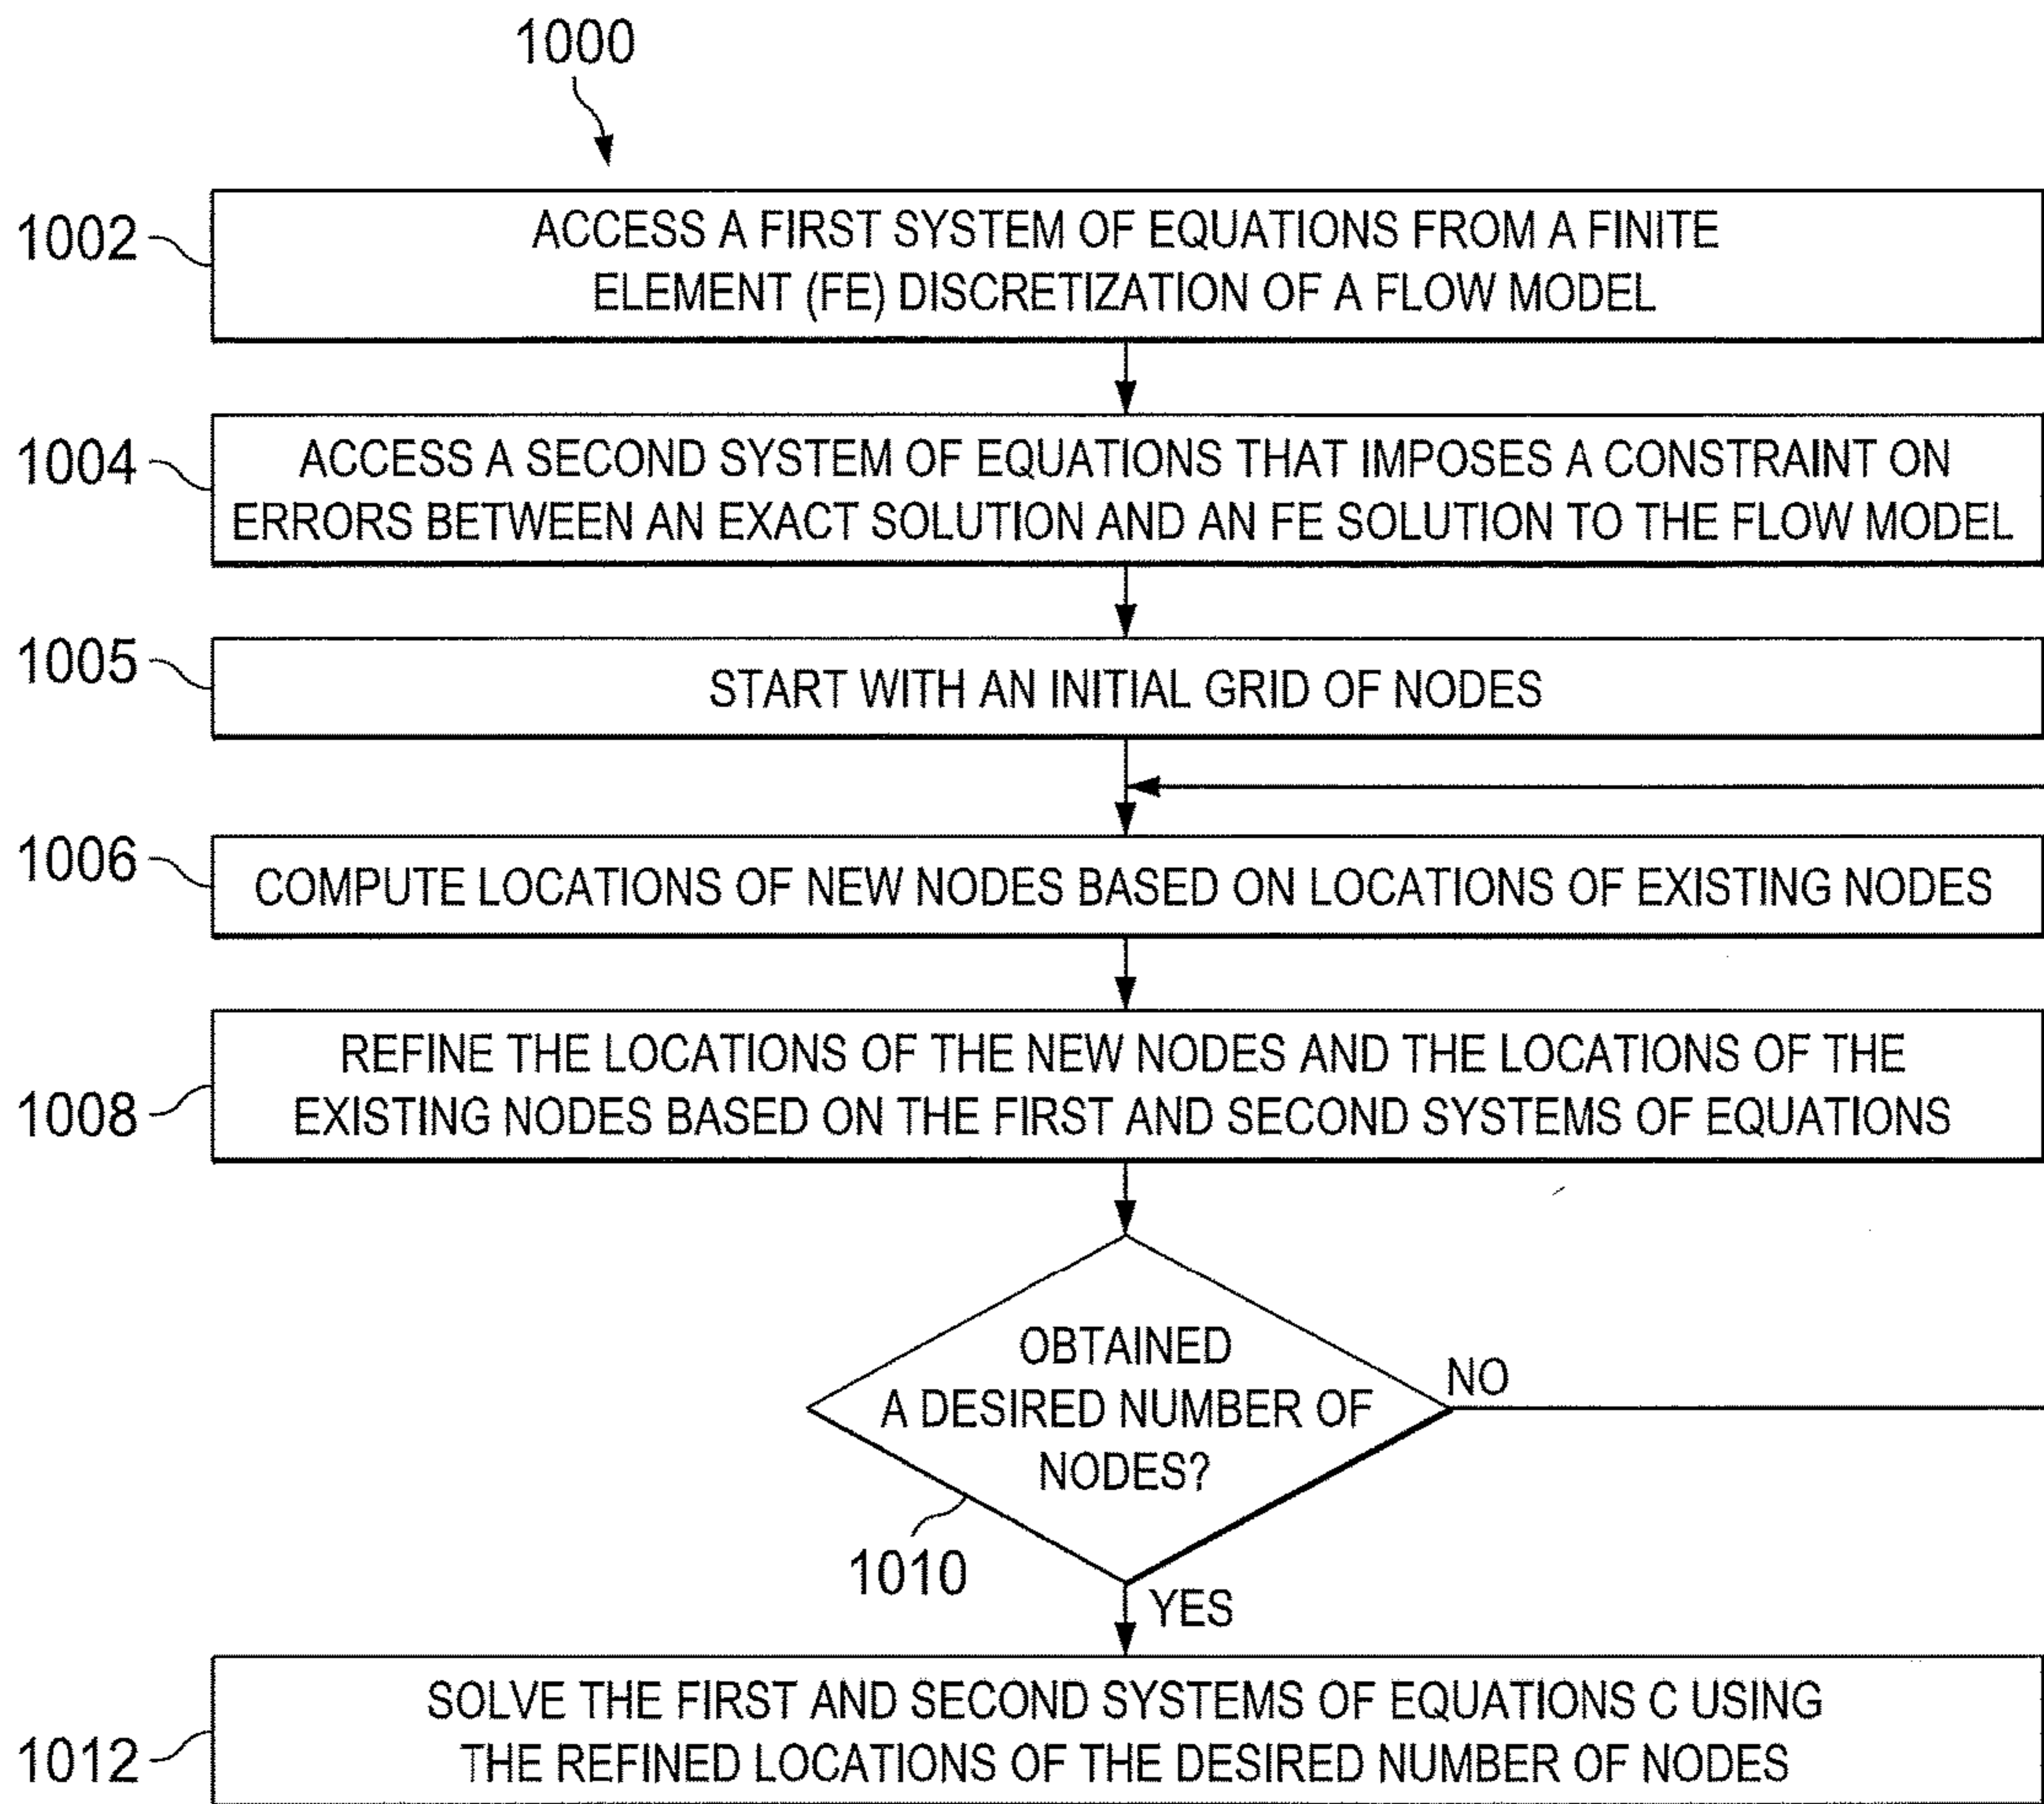 1000
1002
ACCESS A FIRST SYSTEM OF EQUATIONS FROM A FINITE
ELEMENT (FE) DISCRETIZATION OF A FLOW MODEL
1004
ACCESS A SECOND SYSTEM OF EQUATIONS THAT IMPOSES A CONSTRAINT ON
ERRORS BETWEEN AN EXACT SOLUTION AND AN FE SOLUTION TO THE FLOW MODEL
1005
START WITH AN INITIAL GRID OF NODES
1006
COMPUTE LOCATIONS OF NEW NODES BASED ON LOCATIONS OF EXISTING NODES
1008
REFINE THE LOCATIONS OF THE NEW NODES AND THE LOCATIONS OF THE
EXISTING NODES BASED ON THE FIRST AND SECOND SYSTEMS OF EQUATIONS
OBTAINED
A DESIRED NUMBER OF
NODES?
NO
1010
YES
1012
SOLVE THE FIRST AND SECOND SYSTEMS OF EQUATIONS C USING
THE REFINED LOCATIONS OF THE DESIRED NUMBER OF NODES